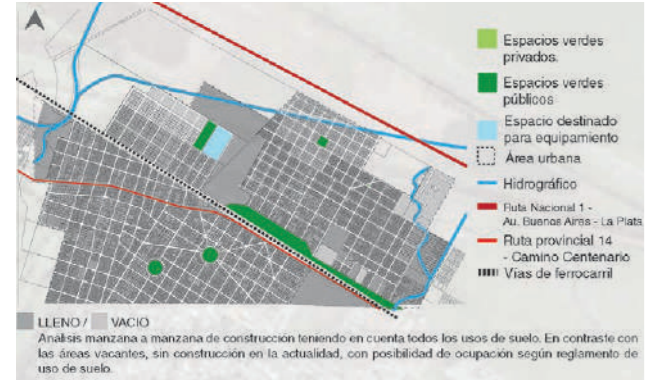 Espacios verdes
privados.
Espacios verdes
públicos
Espacio destinado
para equipamiento
Área urbana
Hidrográfico
Ruta Nacional 1 -
Au. Buenos Aires - La Plata
Ruta provincial 14
- Camino Centenario
Vias de ferrocarril
LLENO / VACIO
Análisis manzana a manzana de construcción teniendo en cuenta todos los usos de suelo. En contraste con
las áreas vacantes, sin construcción en la actualidad, con posibilidad de ocupación según reglamento de
uso de suelo.